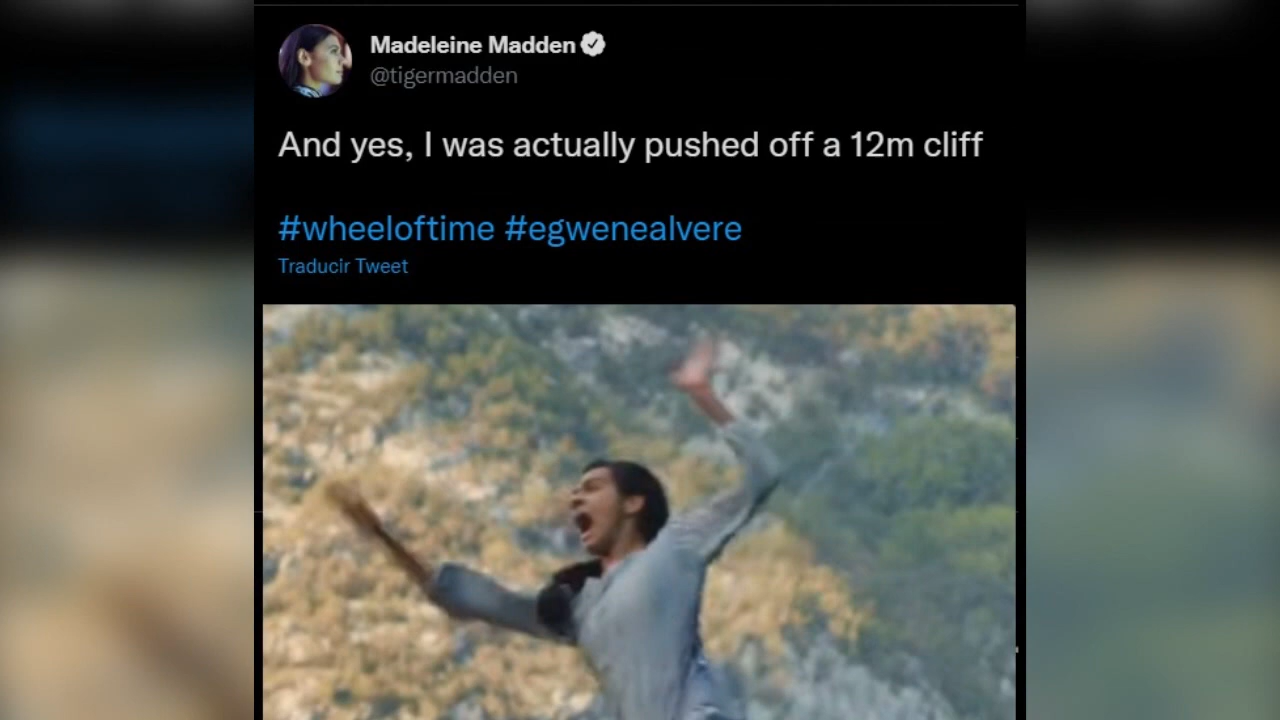 Madeleine Madden
@tigermadden
And yes, I was actually pushed off a 12m cliff
#wheeloftime #egwenealvere
Traducir Tweet